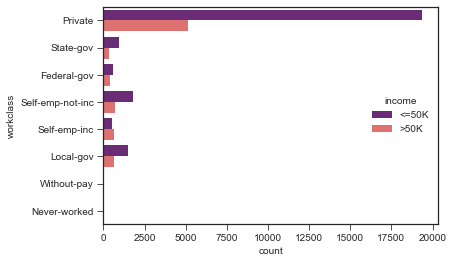 Private
State-gov
Federal-gov
Self-emp-not-inc
Self-emp-inc
Local-gov
Without-pay
Never-worked
workclass
income
<=50K
>50K
0 2500 5000 7500 10000 12500 15000 17500 20000
count